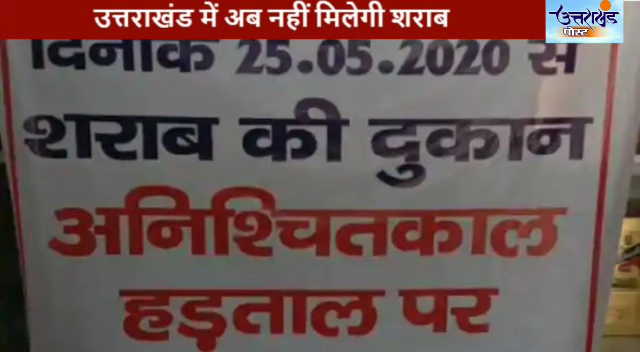 उत्तराखंड में अब नहीं मिलेगी शराब
उत्तराखंड
पोस्ट
दिनांक 25.05.2020 से
शराब की दुकान
अनिश्चितकाल
हड़ताल पर